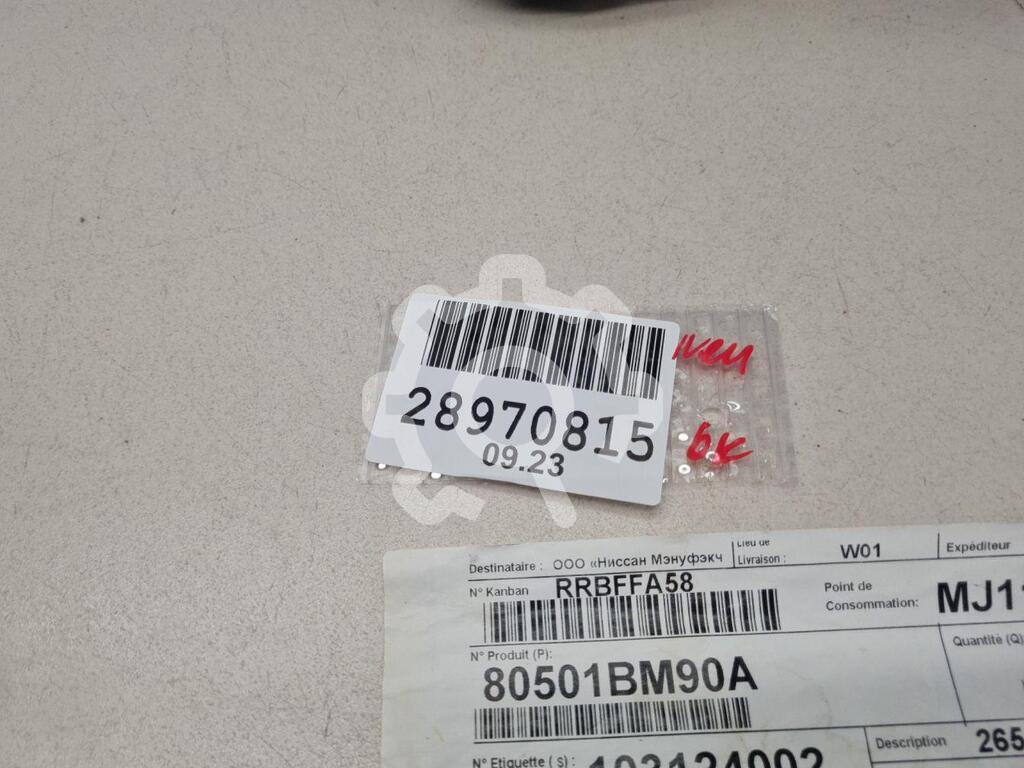 28970815
09.23
Destinataire : ООО «Ниссан Мэнуфэкч
Lieu de
Livraison :
W01
Expéditeur
N° Kanban RRBFFA58
Point de
Consommation:
N° Produit (P):
80501BM90A
Quantité (Q)
N° Etiquette (S) : 103124002
Description 265